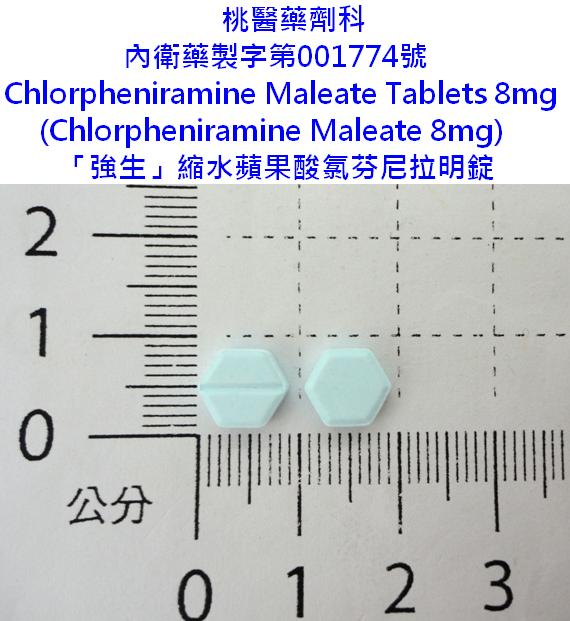 桃醫藥劑科
內衛藥製字第001774號
Chlorpheniramine Maleate Tablets 8mg
(Chlorpheniramine Maleate 8mg)
「強生」縮水蘋果酸氯芬尼拉明錠
2
1
0
公分
0 1 2 3